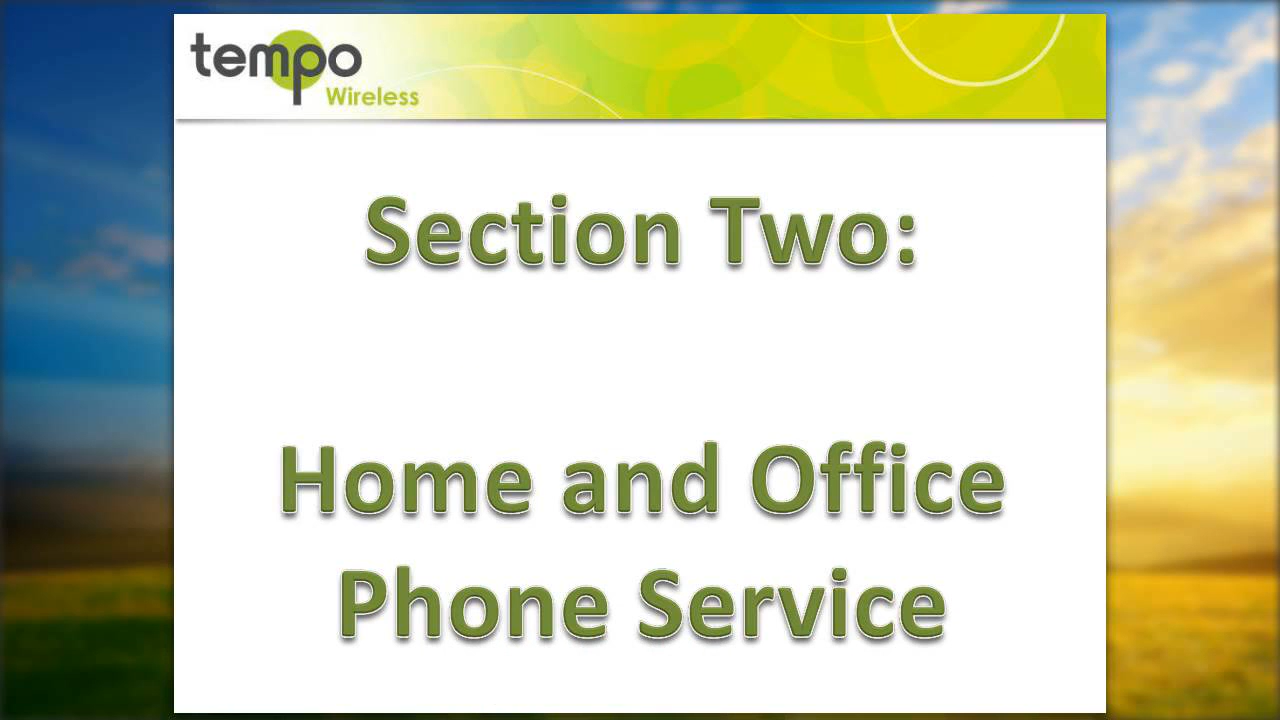 tempo
Wireless
Section Two:
Home and Office
Phone Service